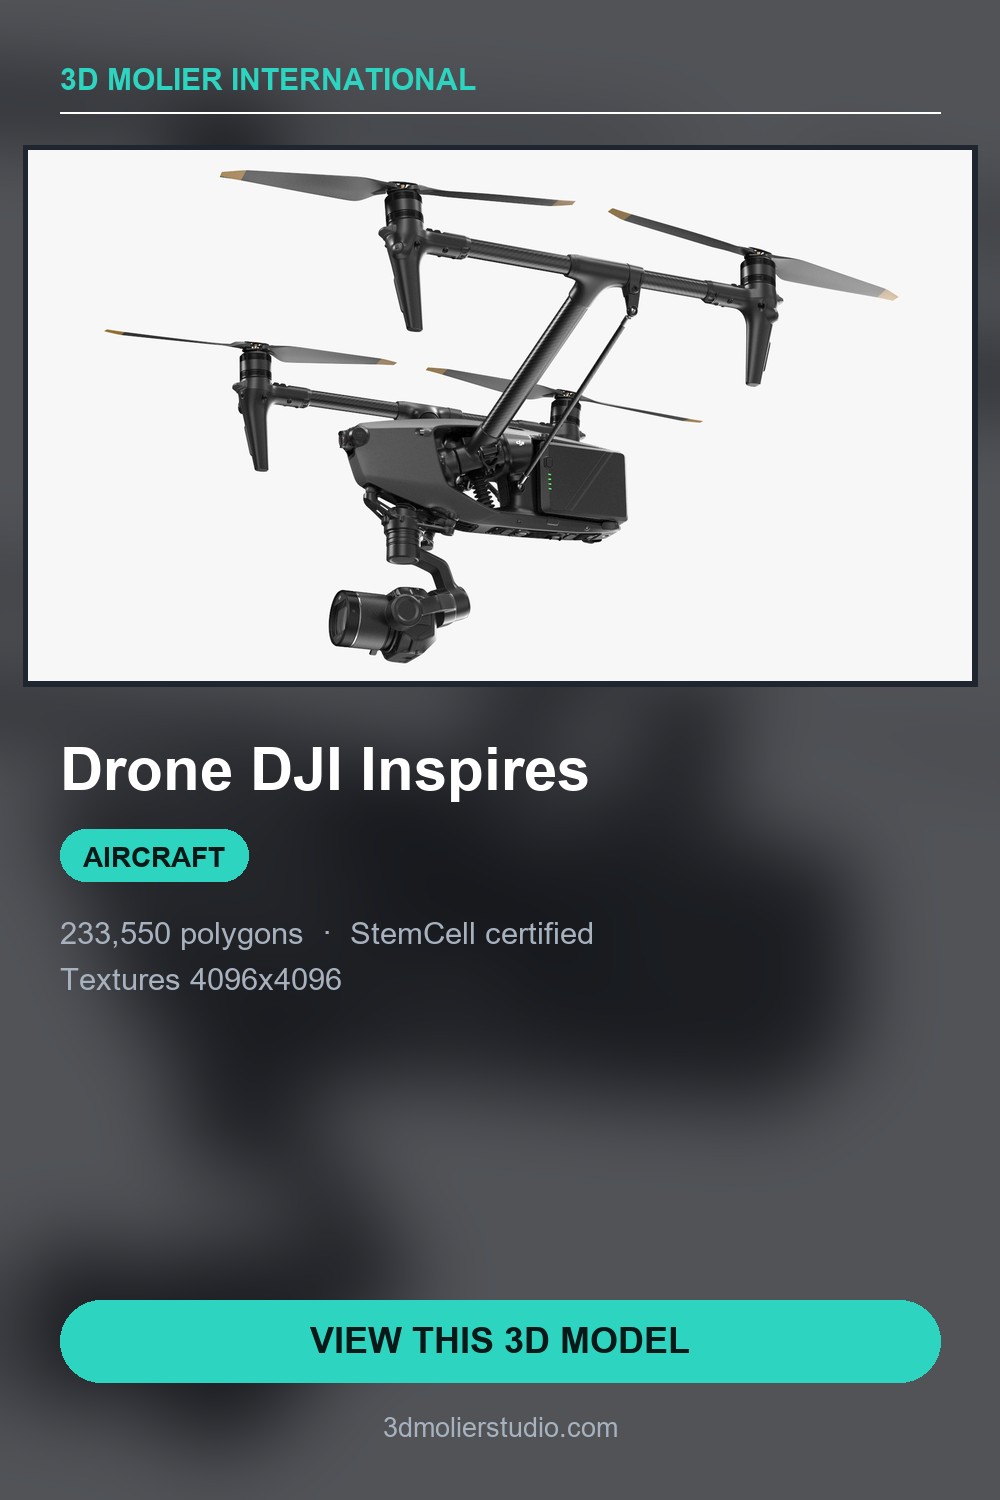 3D MOLIER INTERNATIONAL
Drone DJI Inspires
AIRCRAFT
233,550 polygons · StemCell certified
Textures 4096x4096
VIEW THIS 3D MODEL
3dmolierstudio.com